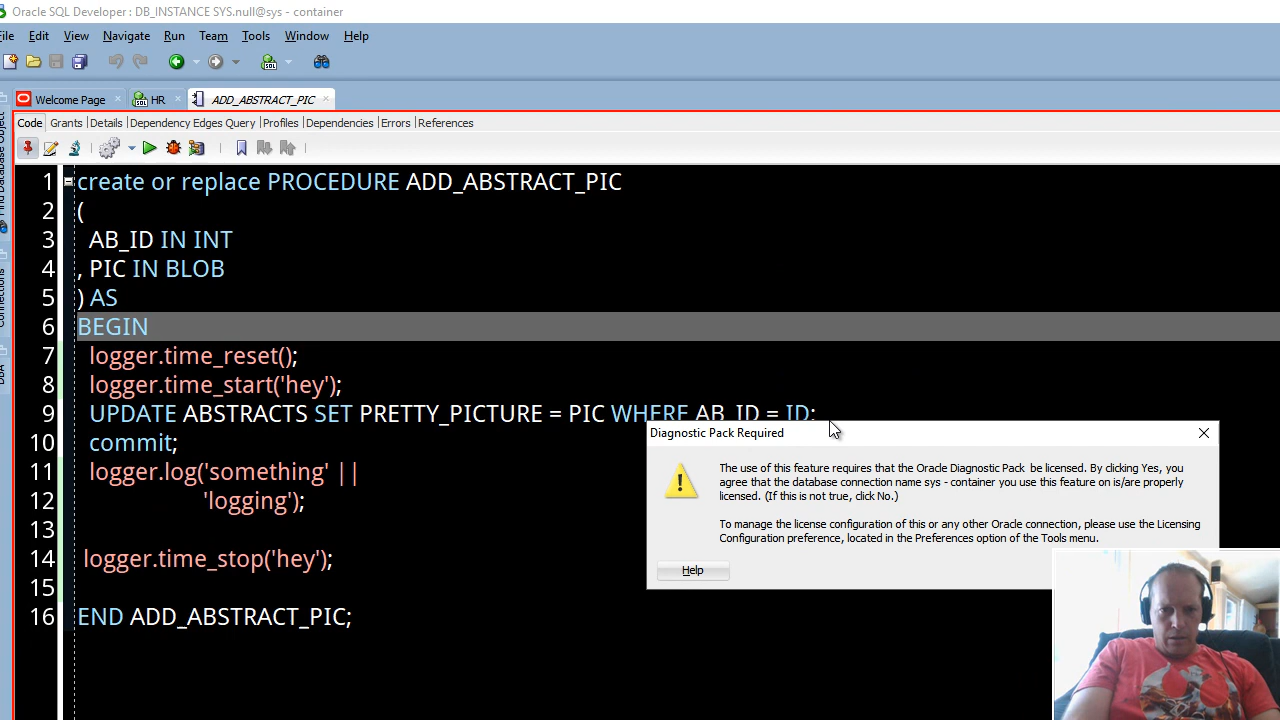 Oracle SQL Developer : DB_INSTANCE SYS.null@sys - container
ile Edit View Navigate Run Team Tools Window Help
Welcome Page HR ADD_ABSTRACT_PIC
Code Grants Details Dependency Edges Query Profiles Dependencies Errors References
Find Database Object
Connections
DBA
1 create or replace PROCEDURE ADD_ABSTRACT_PIC
2 (
3 AB_ID IN INT
4 , PIC IN BLOB
5 ) AS
6 BEGIN
7 logger.time_reset();
8 logger.time_start('hey');
9 UPDATE ABSTRACTS SET PRETTY_PICTURE = PIC WHERE AB_ID = ID;
10 commit;
11 logger.log('something' ||
12 'logging');
13
14 logger.time_stop('hey');
15
16 END ADD_ABSTRACT_PIC;
Diagnostic Pack Required
The use of this feature requires that the Oracle Diagnostic Pack be licensed. By clicking Yes, you
agree that the database connection name sys - container you use this feature on is/are properly
licensed. (If this is not true, click No.)
To manage the license configuration of this or any other Oracle connection, please use the Licensing
Configuration preference, located in the Preferences option of the Tools menu.
Help